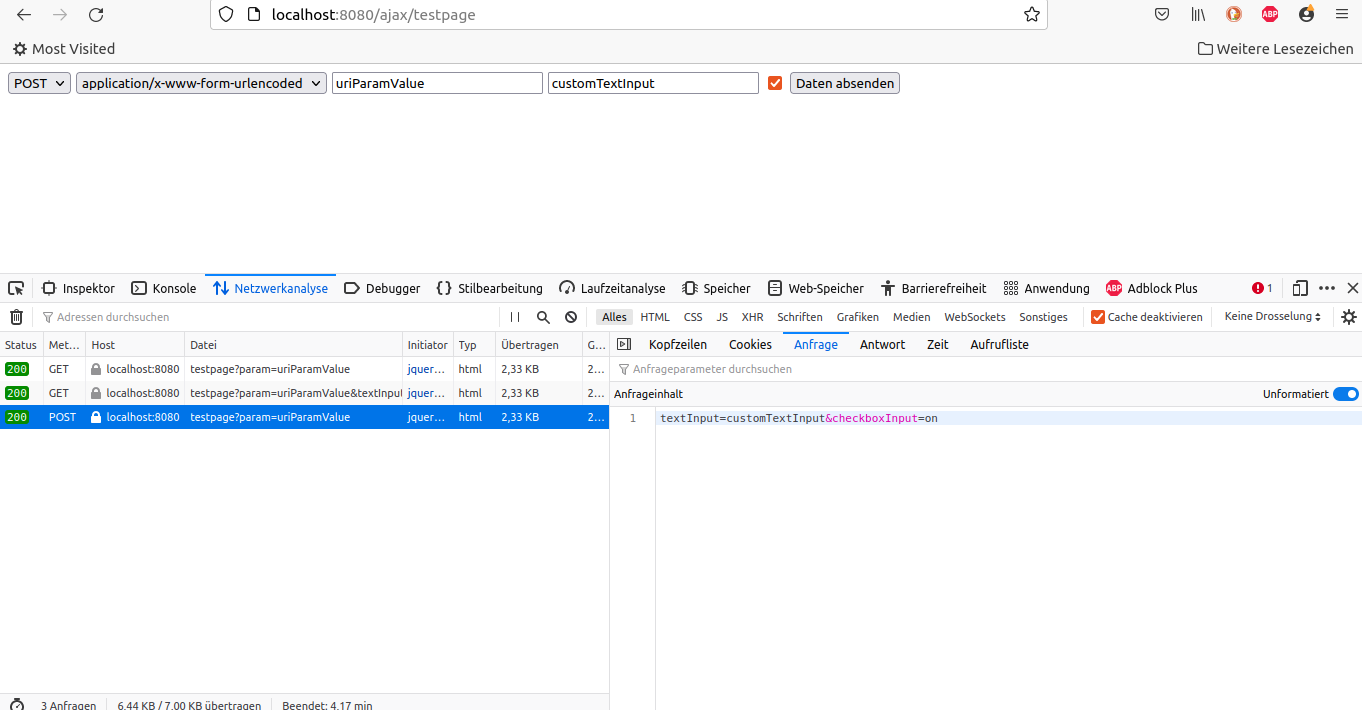 localhost:8080/ajax/testpage
ABP
Most Visited
Weitere Lesezeichen
POST application/x-www-form-urlencoded uriParamValue customTextInput Daten absenden
Inspektor Konsole Netzwerkanalyse Debugger Stilbearbeitung Laufzeitanalyse Speicher Web-Speicher Barrierefreiheit Anwendung ABP Adblock Plus 1
Adressen durchsuchen Alles HTML CSS JS XHR Schriften Grafiken Medien WebSockets Sonstiges Cache deaktivieren Keine Drosselung
Status Met... Host Datei Initiator Typ Übertragen G...
Kopfzeilen Cookies Anfrage Antwort Zeit Aufrufliste
200 GET localhost:8080 testpage?param=uriParamValue jquer... html 2,33 KB 2...
200 GET localhost:8080 testpage?param=uriParamValue&textInput jquer... html 2,33 KB 2...
200 POST localhost:8080 testpage?param=uriParamValue jquer... html 2,33 KB 2...
Anfrageparameter durchsuchen
Anfrageinhalt Unformatiert
1 textInput=customTextInput&checkboxInput=on
3 Anfragen 6,44 KB / 7,00 KB übertragen Beendet: 4,17 min